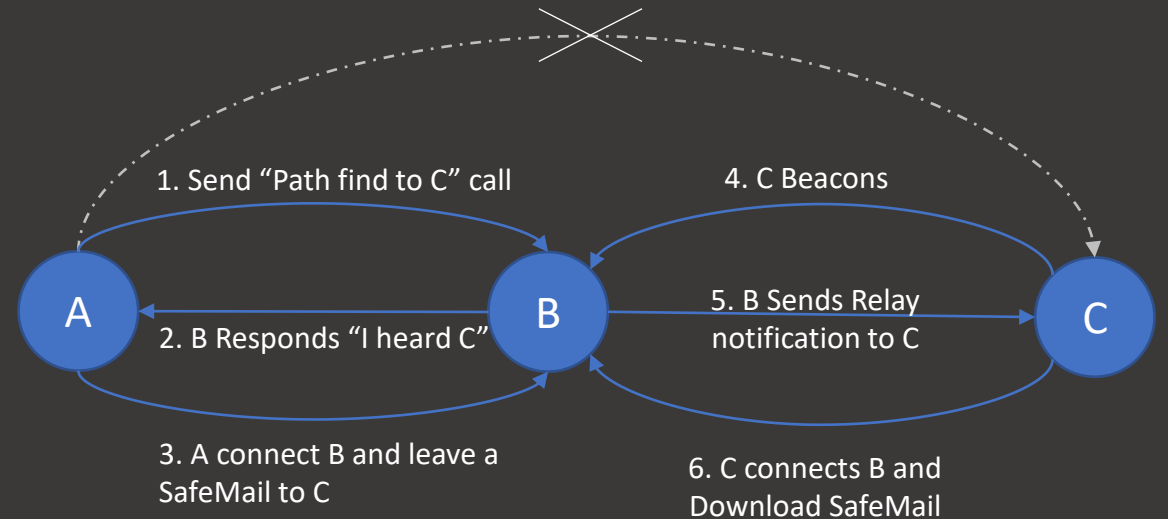 1. Send “Path find to C” call
4. C Beacons
A
B
C
2. B Responds “I heard C”
5. B Sends Relay
notification to C
3. A connect B and leave a
SafeMail to C
6. C connects B and
Download SafeMail